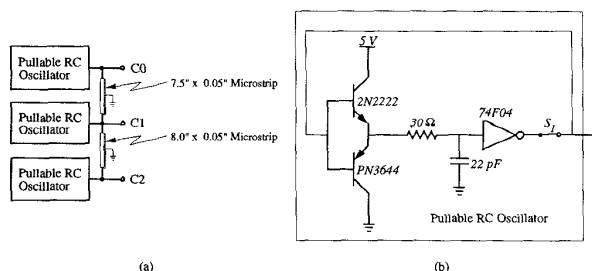 Pullable RC
Oscillator
C0
7.5" x 0.05" Microstrip
Pullable RC
Oscillator
C1
8.0" x 0.05" Microstrip
Pullable RC
Oscillator
C2
(a)
5 V
2N2222
30 Ω
74F04
S1
22 pF
PN3644
Pullable RC Oscillator
(b)